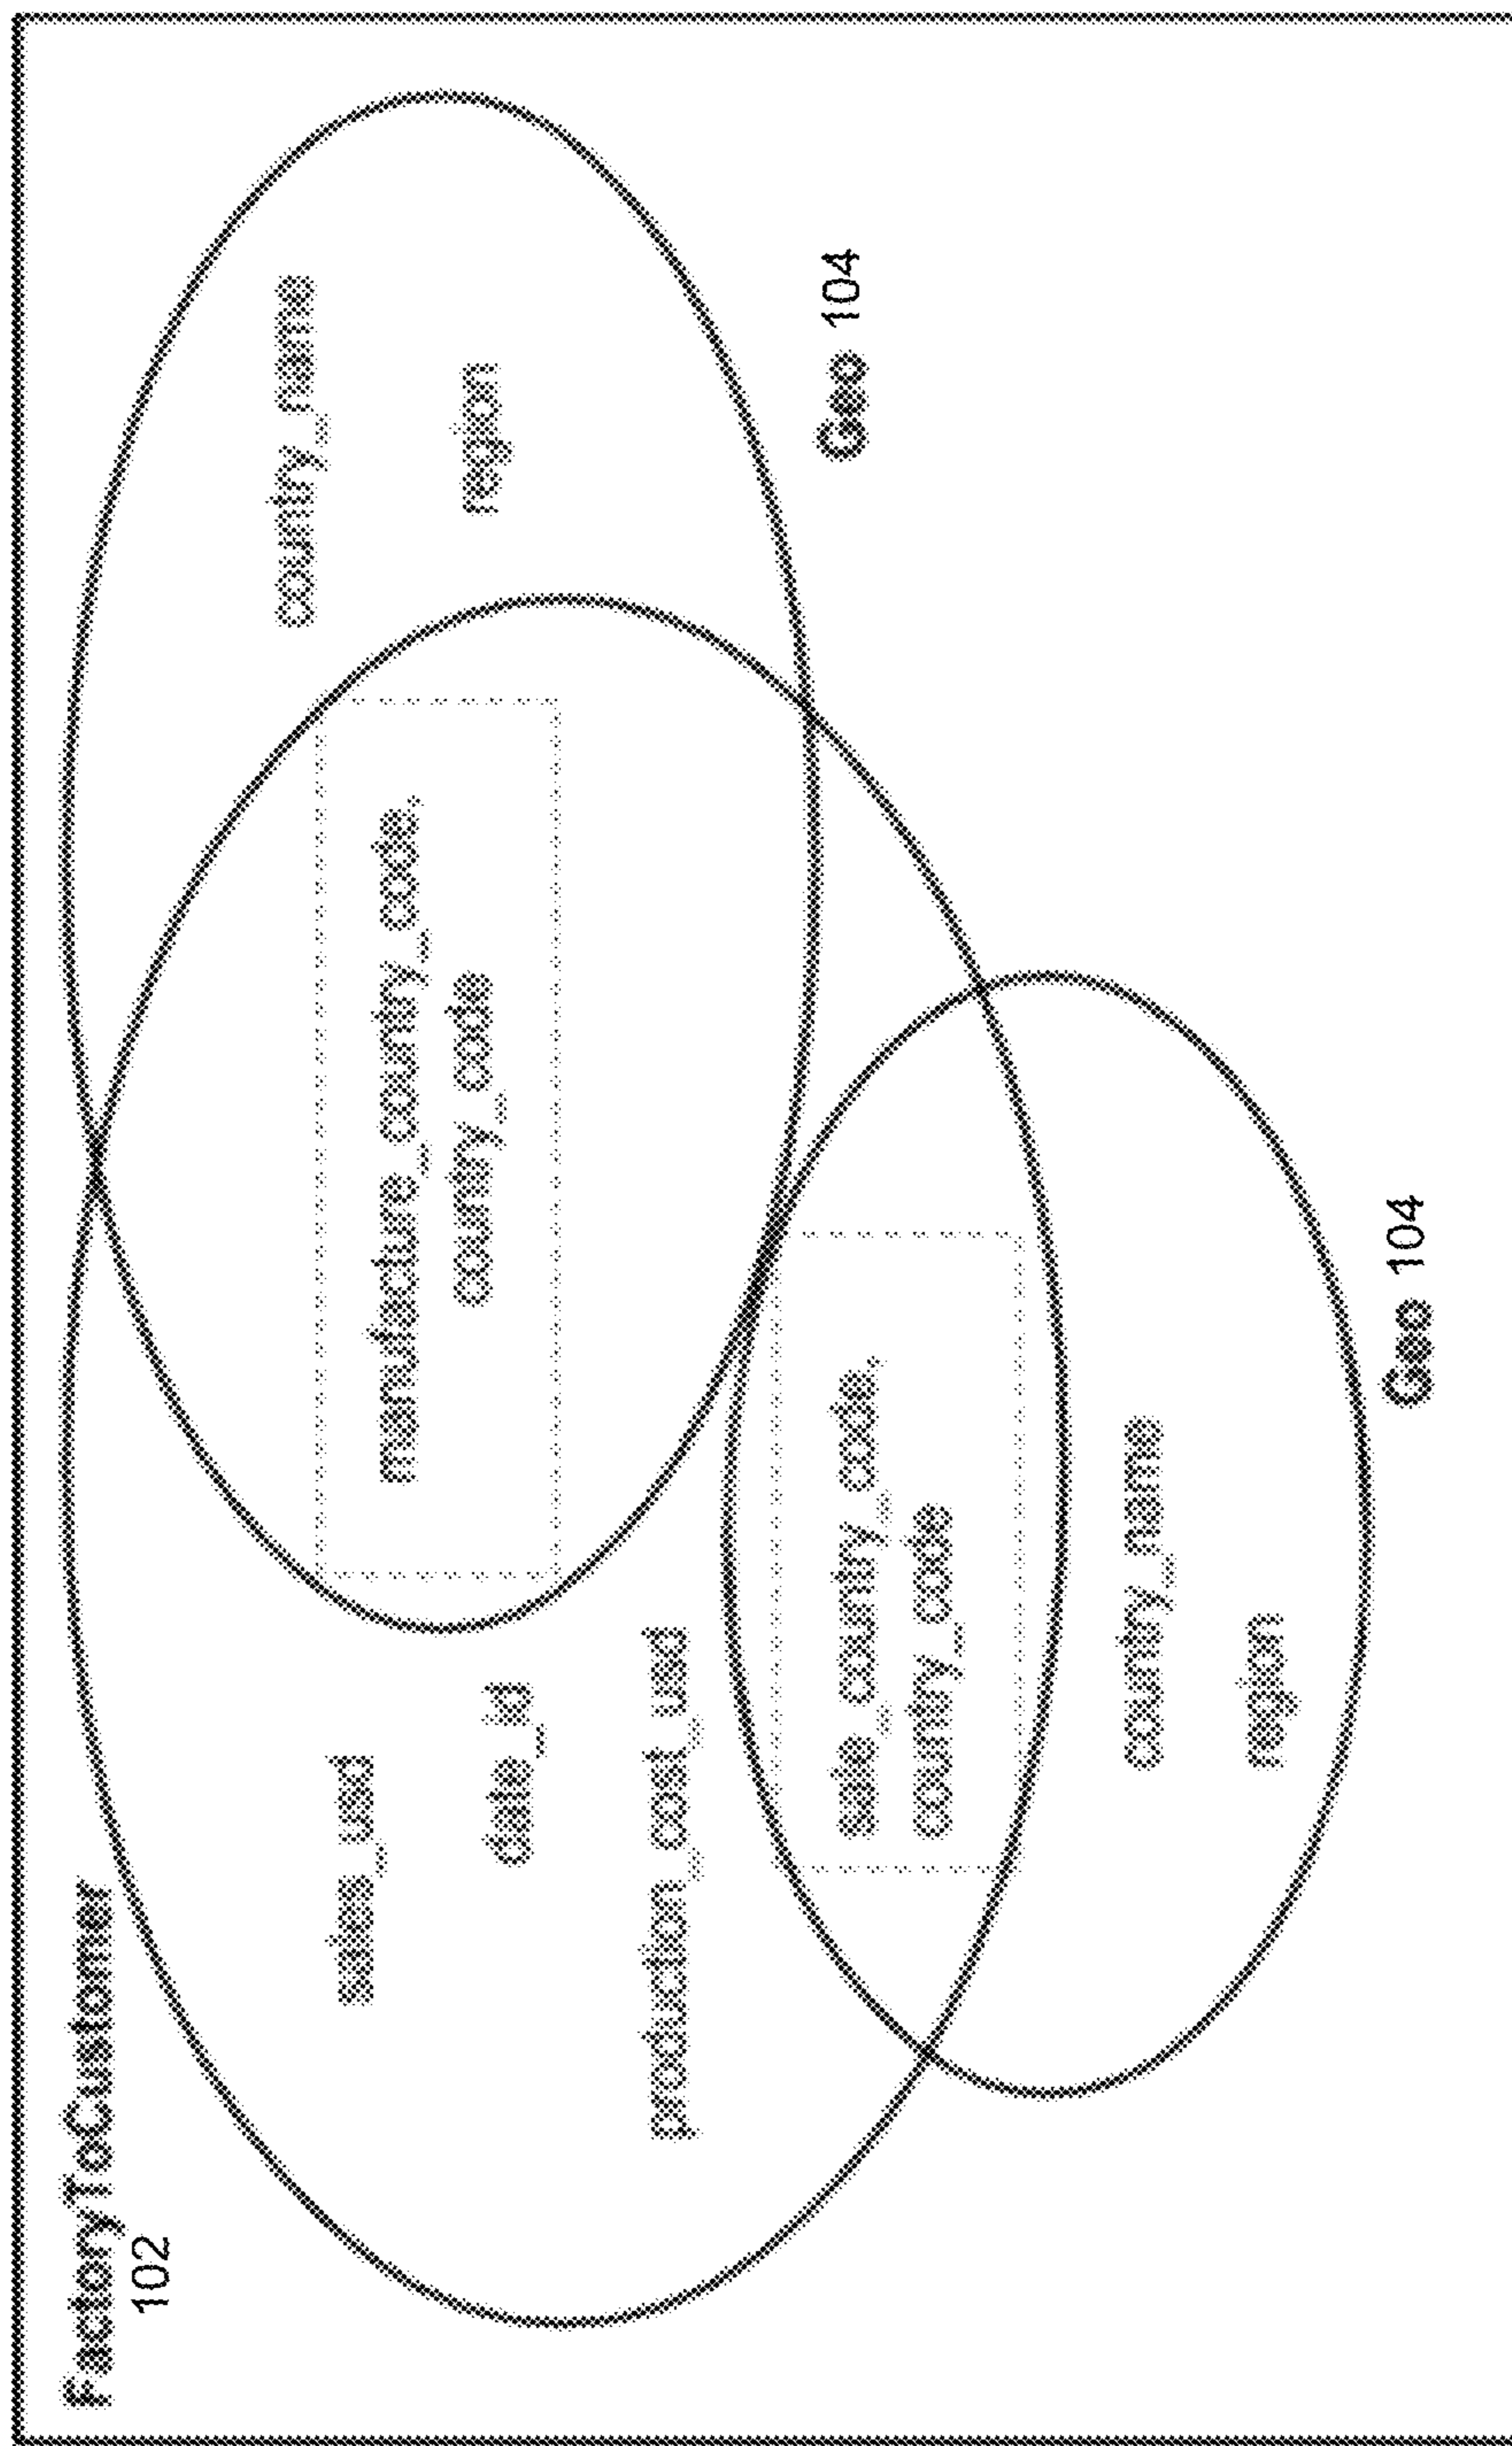 FactoryToCustomer
102
sales_usd
date_id
production_cost_usd
manufacture_country_code,
country_code
country_name
region
Geo 104
sale_country_code,
country_code
country_name
region
Geo 104